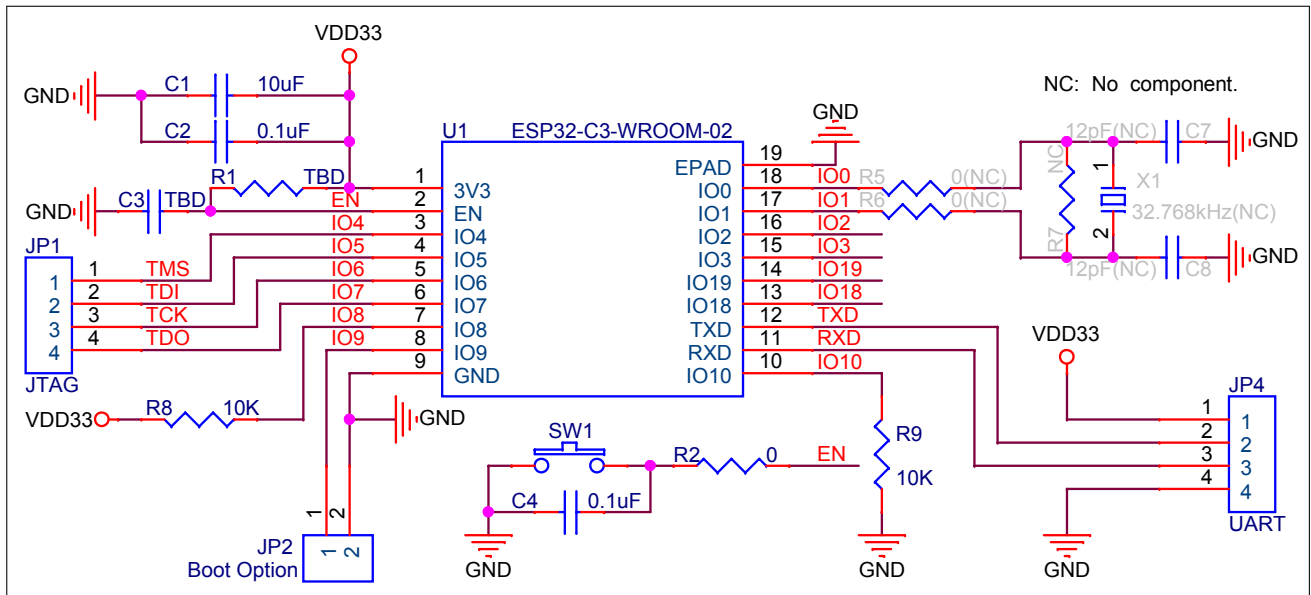 VDD33
C1 10uF
GND
C2 0.1uF
R1 TBD
C3 TBD
GND
EN
U1 ESP32-C3-WROOM-02
1 3V3
2 EN
3 IO4
4 IO5
5 IO6
6 IO7
7 IO8
8 IO9
9 GND
IO4
IO5
IO6
IO7
IO8
IO9
JP1
1 1 TMS
2 2 TDI
3 3 TCK
4 4 TDO
JTAG
VDD33 R8 10K
GND
1 2
JP2
1 2
Boot Option
GND
EPAD 19
IO0 18 IO0
IO1 17 IO1
IO2 16 IO2
IO3 15 IO3
IO19 14 IO19
IO18 13 IO18
TXD 12 TXD
RXD 11 RXD
IO10 10 IO10
R5 0(NC)
R6 0(NC)
NC: No component.
12pF(NC) C7
GND
NC
R7
1
X1
32.768kHz(NC)
2
12pF(NC) C8
GND
SW1
R2 0 EN
C4 0.1uF
GND
R9
10K
GND
VDD33
JP4
1 1
2 2
3 3
4 4
UART
GND